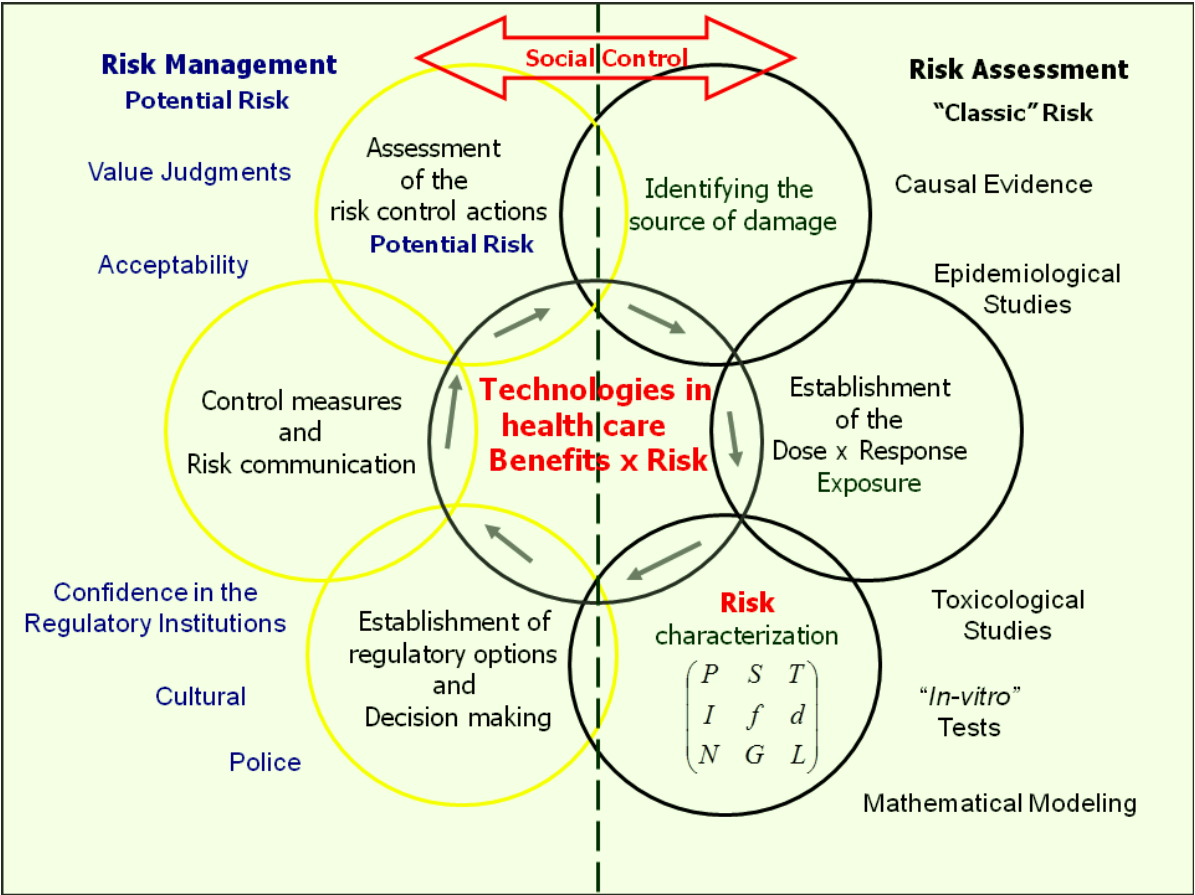 Social Control
Risk Management
Potential Risk
Value Judgments
Acceptability
Confidence in the
Regulatory Institutions
Cultural
Police
Assessment
of the
risk control actions
Potential Risk
Control measures
and
Risk communication
Establishment of
regulatory options
and
Decision making
Technologies in
health care
Benefits x Risk
Identifying the
source of damage
Establishment
of the
Dose x Response
Exposure
Risk
characterization
P S T
I f d
N G L
Risk Assessment
“Classic” Risk
Causal Evidence
Epidemiological
Studies
Toxicological
Studies
“In-vitro”
Tests
Mathematical Modeling